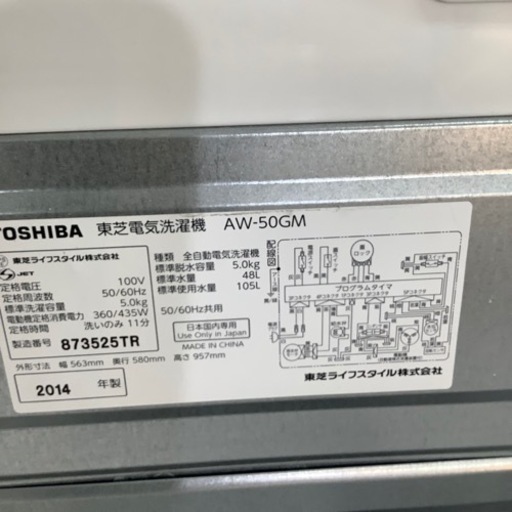 TOSHIBA 東芝電気洗濯機 AW-50GM
東芝ライフスタイル株式会社
JET
定格電圧 100V
定格周波数 50/60Hz
標準洗濯容量 5.0kg
電動機定格消費電力 360/435W
定格時間 洗いのみ 11分
製造番号 873525TR
外形寸法 幅 563mm 奥行 580mm 高さ 957mm
2014 年製
種類 全自動電気洗濯機
標準脱水容量 5.0kg
標準水量 48L
標準使用水量 105L
50/60Hz共用
日本国内専用
Use Only in Japan
MADE IN CHINA
配線図
プログラムタイマ
東芝ライフスタイル株式会社